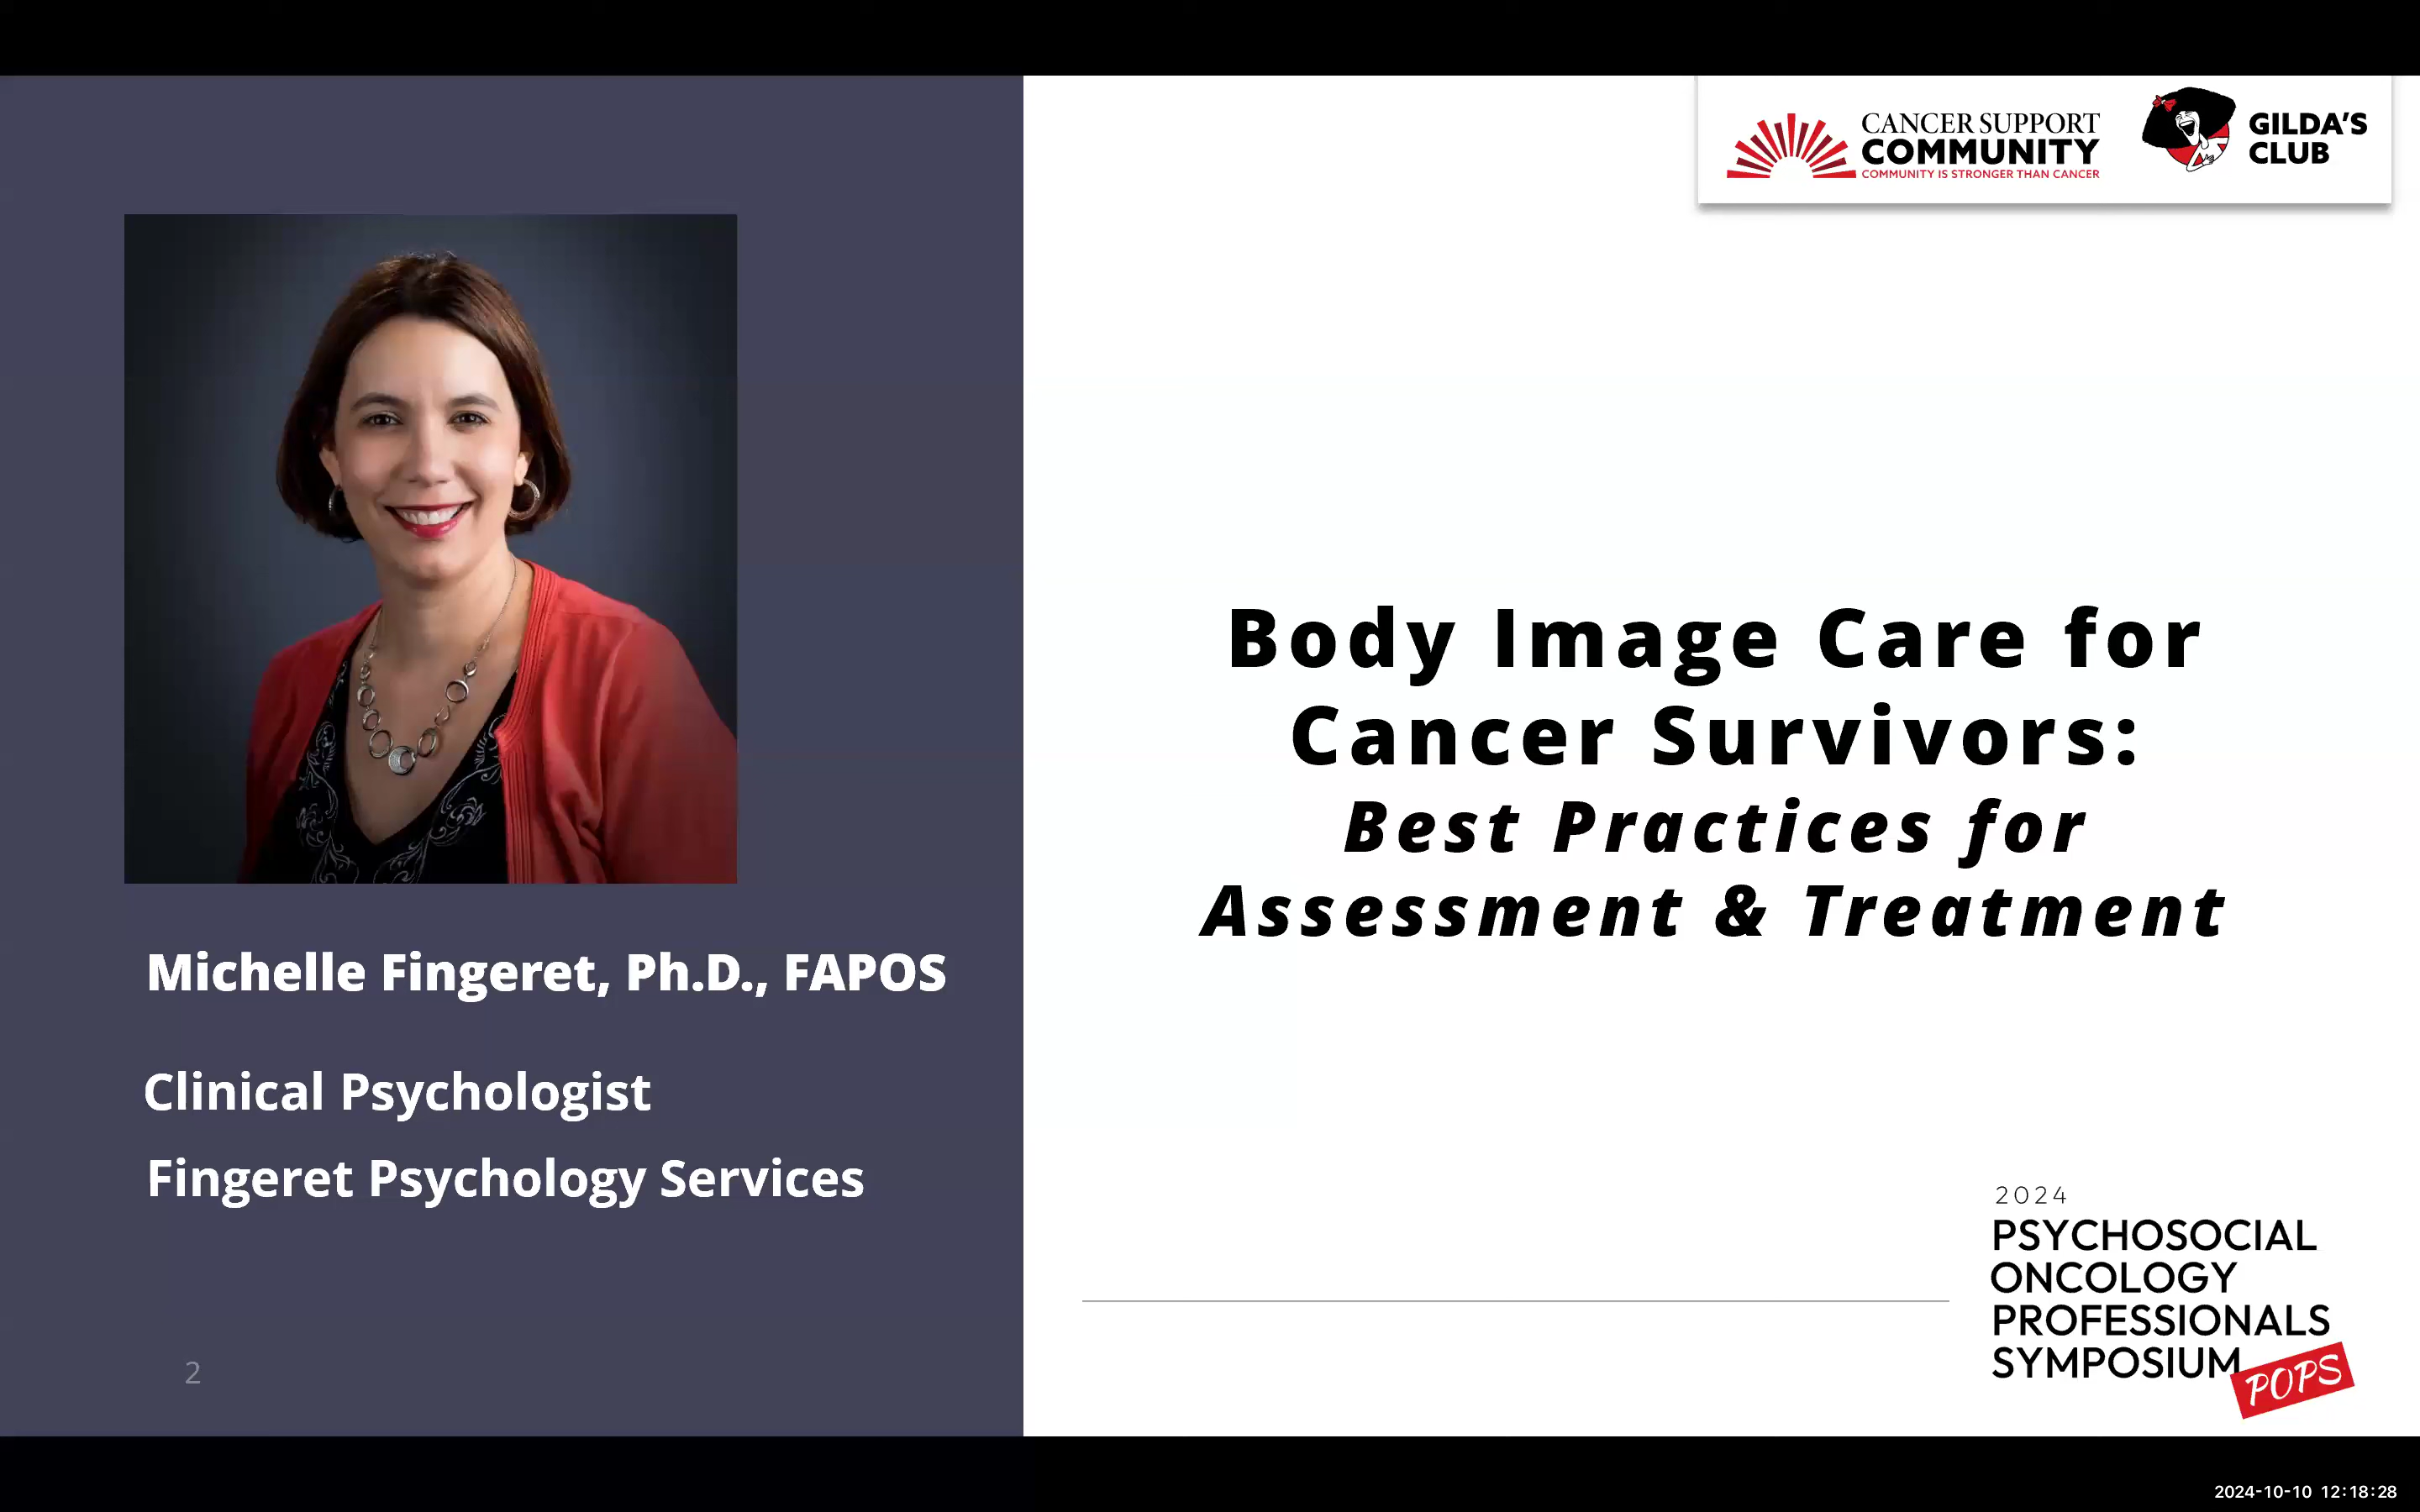 CANCER SUPPORT
COMMUNITY
COMMUNITY IS STRONGER THAN CANCER
GILDA'S
CLUB
Michelle Fingeret, Ph.D., FAPOS
Clinical Psychologist
Fingeret Psychology Services
2
Body Image Care for
Cancer Survivors:
Best Practices for
Assessment & Treatment
2024
PSYCHOSOCIAL
ONCOLOGY
PROFESSIONALS
SYMPOSIUM
POPS
2024-10-10 12:18:28